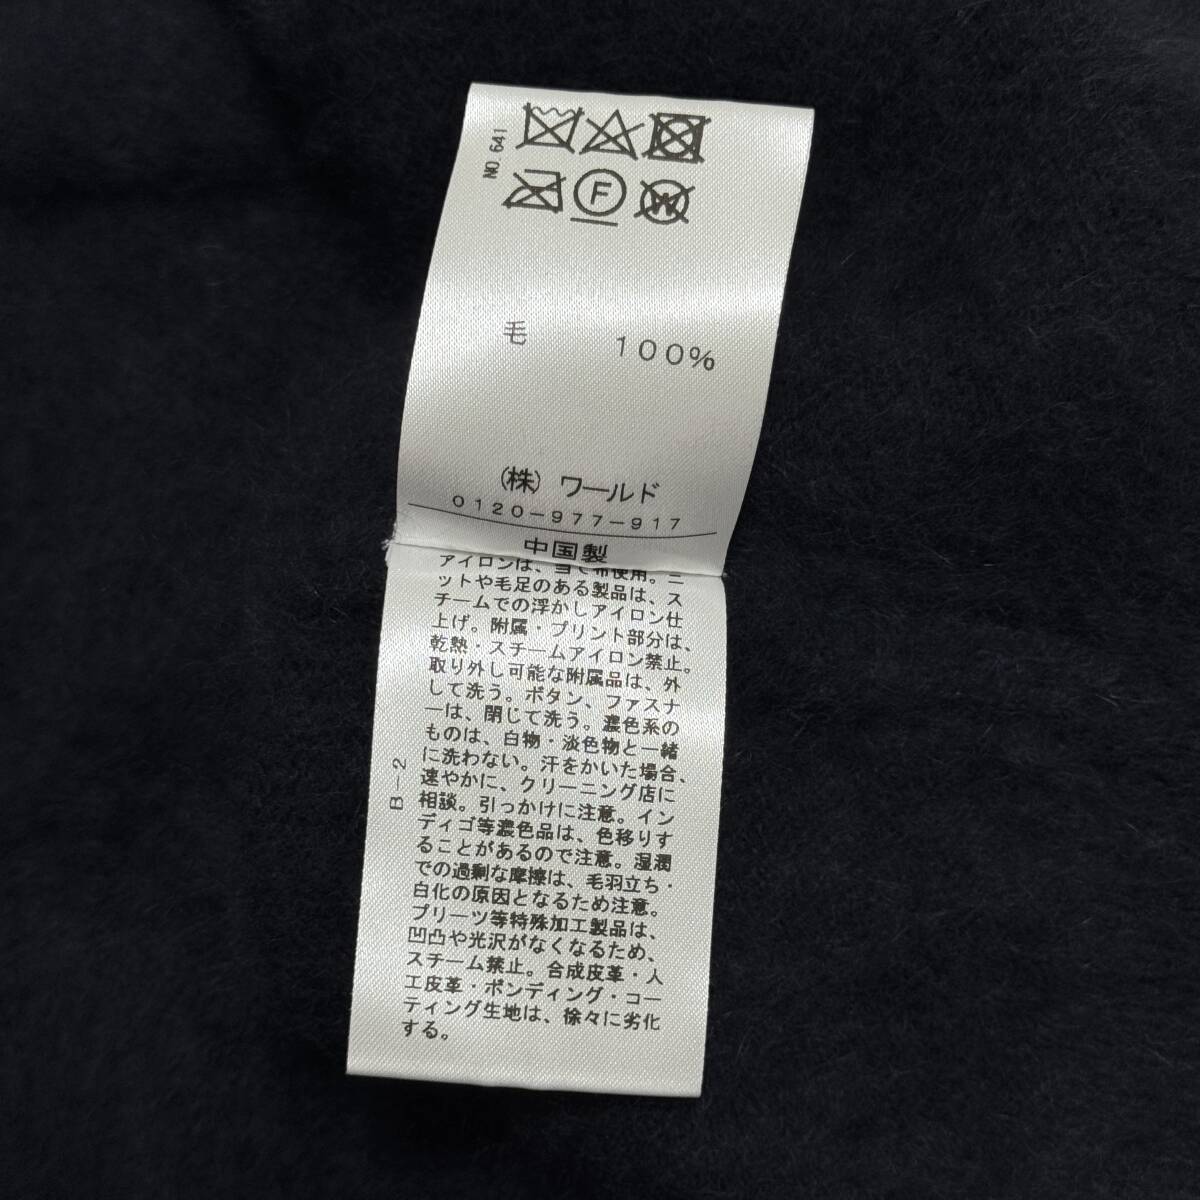 NO. 641
F
W
毛 100%
(株) ワールド
0120-977-917
中国製
アイロンは、当て布使用。ニ
ットや毛足のある製品は、ス
チームでの浮かしアイロン仕
上げ。附属・プリント部分は、
乾熱・スチームアイロン禁止。
取り外し可能な附属品は、外
して洗う。ボタン、ファスナ
ーは、閉じて洗う。濃色系の
ものは、白物・淡色物と一緒
に洗わない。汗をかいた場合、
速やかに、クリーニング店に
相談。引っかけに注意。イン
ディゴ等濃色品は、色移りす
ることがあるので注意。湿潤
での過剰な摩擦は、毛羽立ち・
白化の原因となるため注意。
プリーツ等特殊加工製品は、
凹凸や光沢がなくなるため、
スチーム禁止。合成皮革・人
工皮革・ボンディング・コー
ティング生地は、徐々に劣化
する。
B-2